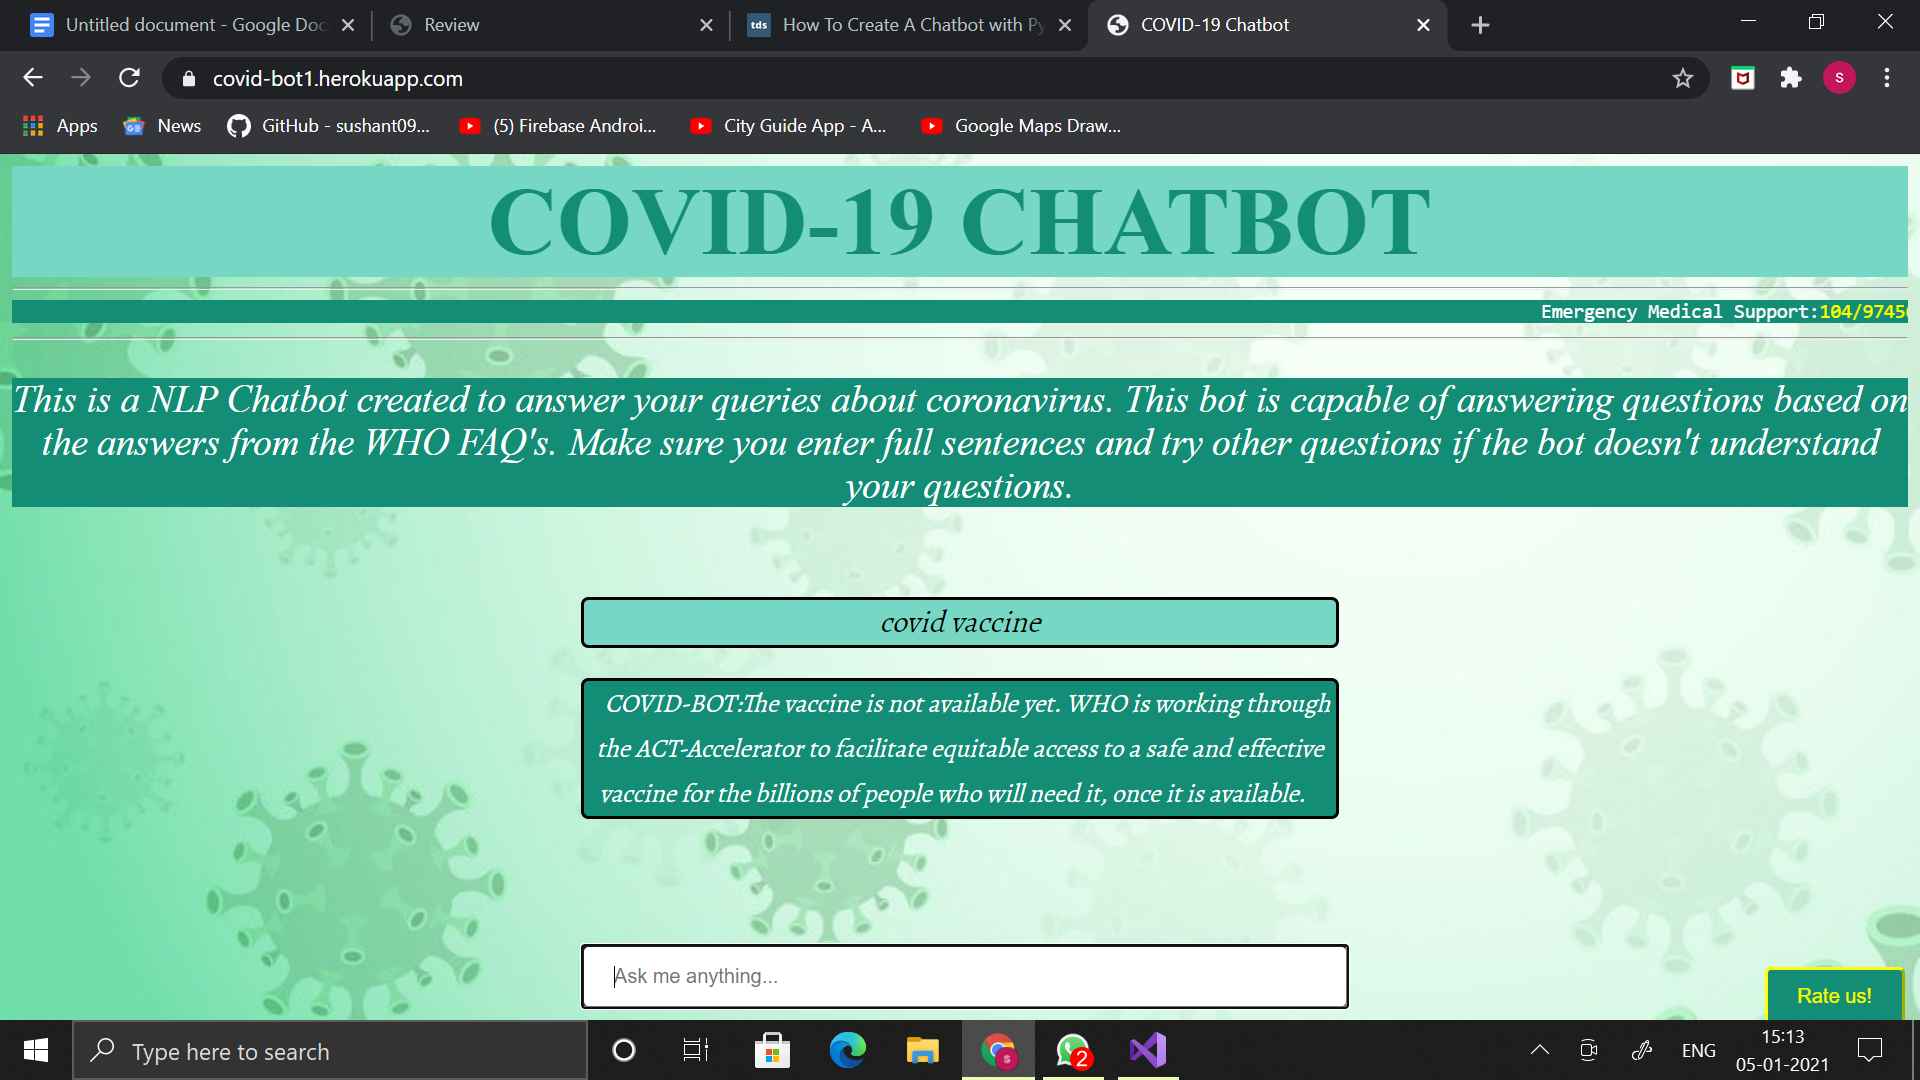 Untitled document - Google Doc
Review
tds How To Create A Chatbot with Py
COVID-19 Chatbot
covid-bot1.herokuapp.com
S
Apps
News
GitHub - sushant09...
(5) Firebase Androi...
City Guide App - A...
Google Maps Draw...
COVID-19 CHATBOT
Emergency Medical Support:104/9745
This is a NLP Chatbot created to answer your queries about coronavirus. This bot is capable of answering questions based on
the answers from the WHO FAQ's. Make sure you enter full sentences and try other questions if the bot doesn't understand
your questions.
covid vaccine
COVID-BOT:The vaccine is not available yet. WHO is working through
the ACT-Accelerator to facilitate equitable access to a safe and effective
vaccine for the billions of people who will need it, once it is available.
Ask me anything...
Rate us!
Type here to search
S
2
ENG
15:13
05-01-2021